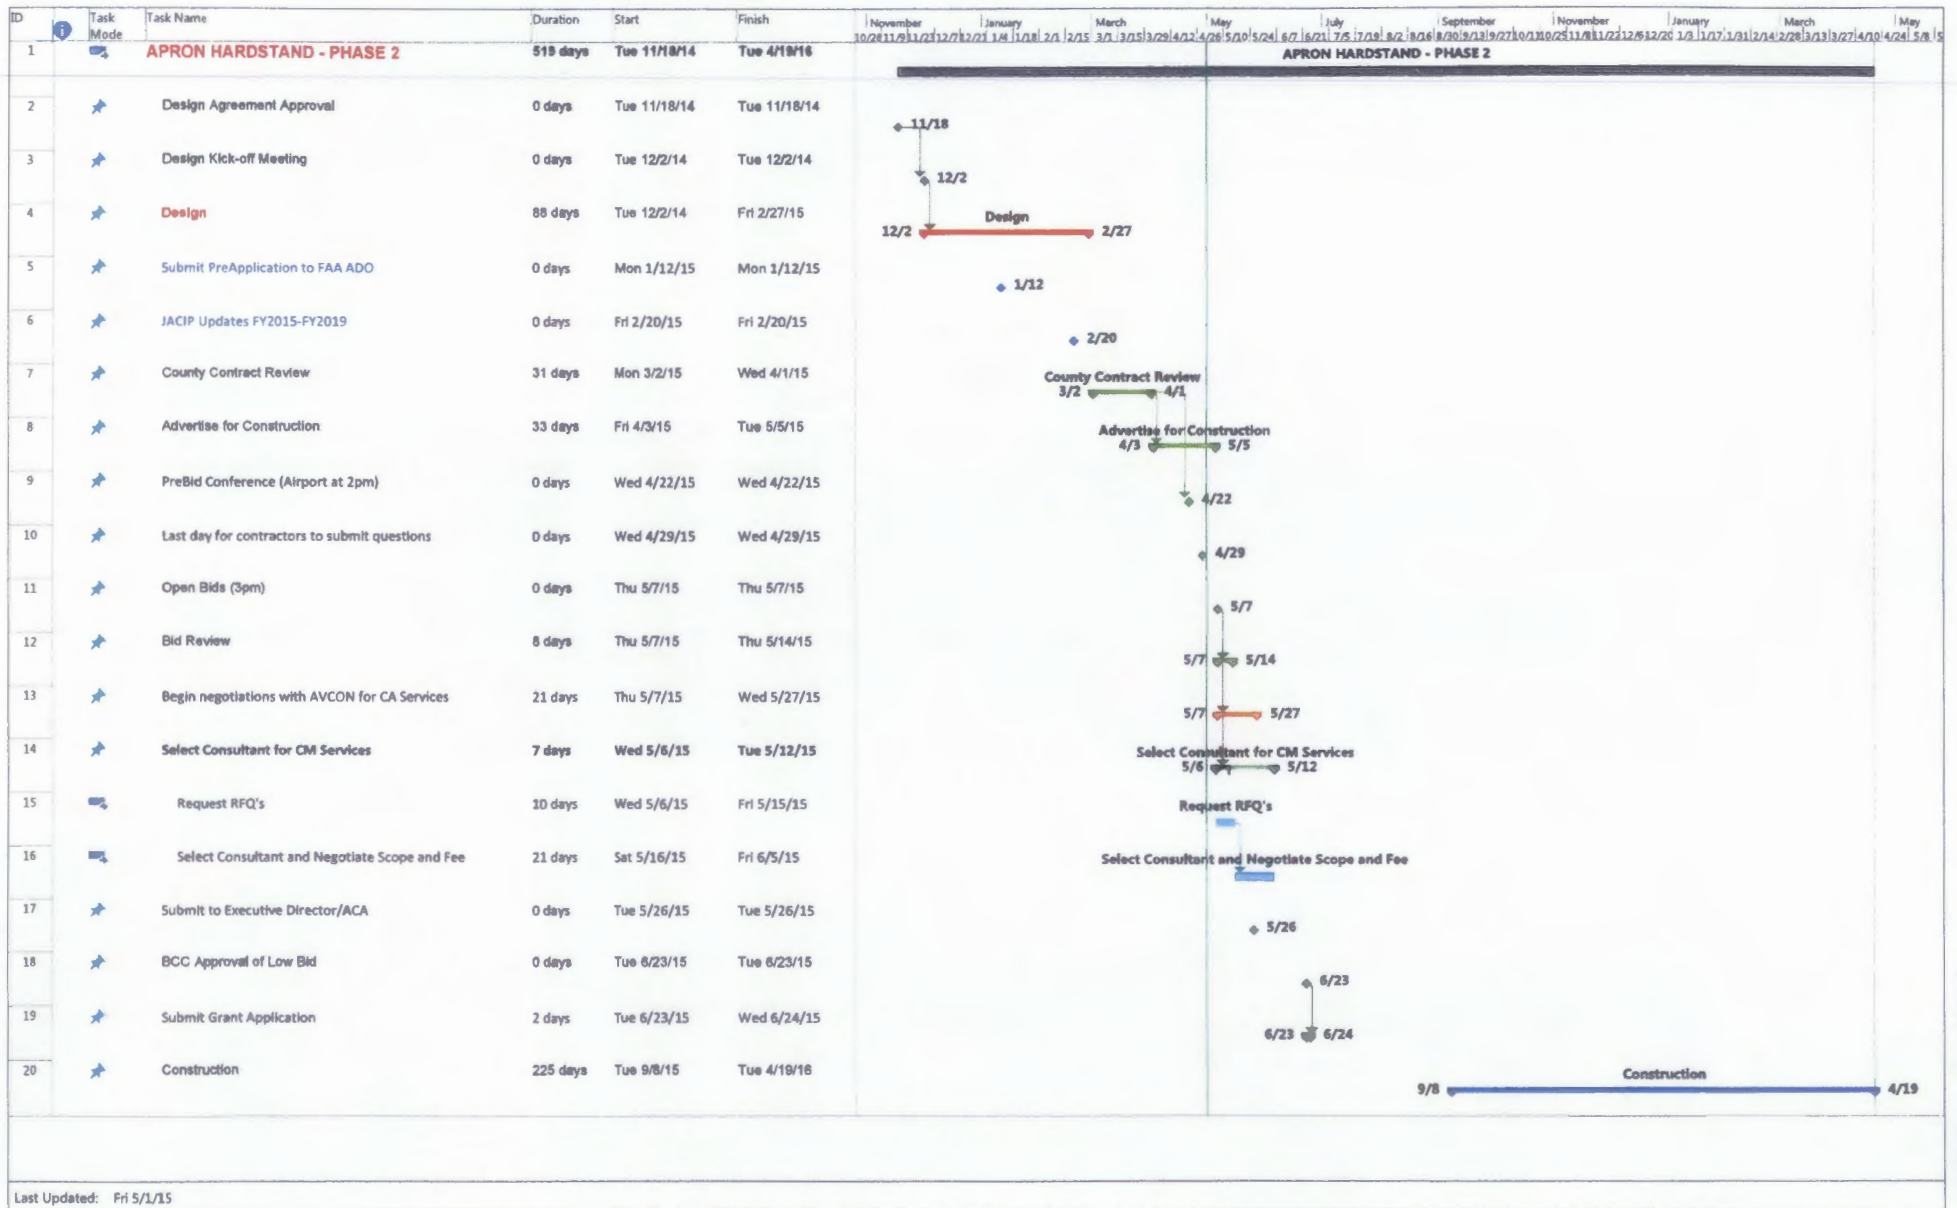 ID Task Mode Task Name Duration Start Finish November January March May July September November January March May
1 APRON HARDSTAND - PHASE 2 519 days Tue 11/18/14 Tue 4/19/16 APRON HARDSTAND - PHASE 2
2 Design Agreement Approval 0 days Tue 11/18/14 Tue 11/18/14 11/18
3 Design Kick-off Meeting 0 days Tue 12/2/14 Tue 12/2/14 12/2
4 Design 88 days Tue 12/2/14 Fri 2/27/15 Design 12/2 2/27
5 Submit PreApplication to FAA ADO 0 days Mon 1/12/15 Mon 1/12/15 1/12
6 JACIP Updates FY2015-FY2019 0 days Fri 2/20/15 Fri 2/20/15 2/20
7 County Contract Review 31 days Mon 3/2/15 Wed 4/1/15 County Contract Review 3/2 4/1
8 Advertise for Construction 33 days Fri 4/3/15 Tue 5/5/15 Advertise for Construction 4/3 5/5
9 PreBid Conference (Airport at 2pm) 0 days Wed 4/22/15 Wed 4/22/15 4/22
10 Last day for contractors to submit questions 0 days Wed 4/29/15 Wed 4/29/15 4/29
11 Open Bids (3pm) 0 days Thu 5/7/15 Thu 5/7/15 5/7
12 Bid Review 8 days Thu 5/7/15 Thu 5/14/15 5/7 5/14
13 Begin negotiations with AVCON for CA Services 21 days Thu 5/7/15 Wed 5/27/15 5/7 5/27
14 Select Consultant for CM Services 7 days Wed 5/6/15 Tue 5/12/15 Select Consultant for CM Services 5/6 5/12
15 Request RFQ's 10 days Wed 5/6/15 Fri 5/15/15 Request RFQ's
16 Select Consultant and Negotiate Scope and Fee 21 days Sat 5/16/15 Fri 6/5/15 Select Consultant and Negotiate Scope and Fee
17 Submit to Executive Director/ACA 0 days Tue 5/26/15 Tue 5/26/15 5/26
18 BCC Approval of Low Bid 0 days Tue 6/23/15 Tue 6/23/15 6/23
19 Submit Grant Application 2 days Tue 6/23/15 Wed 6/24/15 6/23 6/24
20 Construction 225 days Tue 9/8/15 Tue 4/19/16 Construction 9/8 4/19
Last Updated: Fri 5/1/15